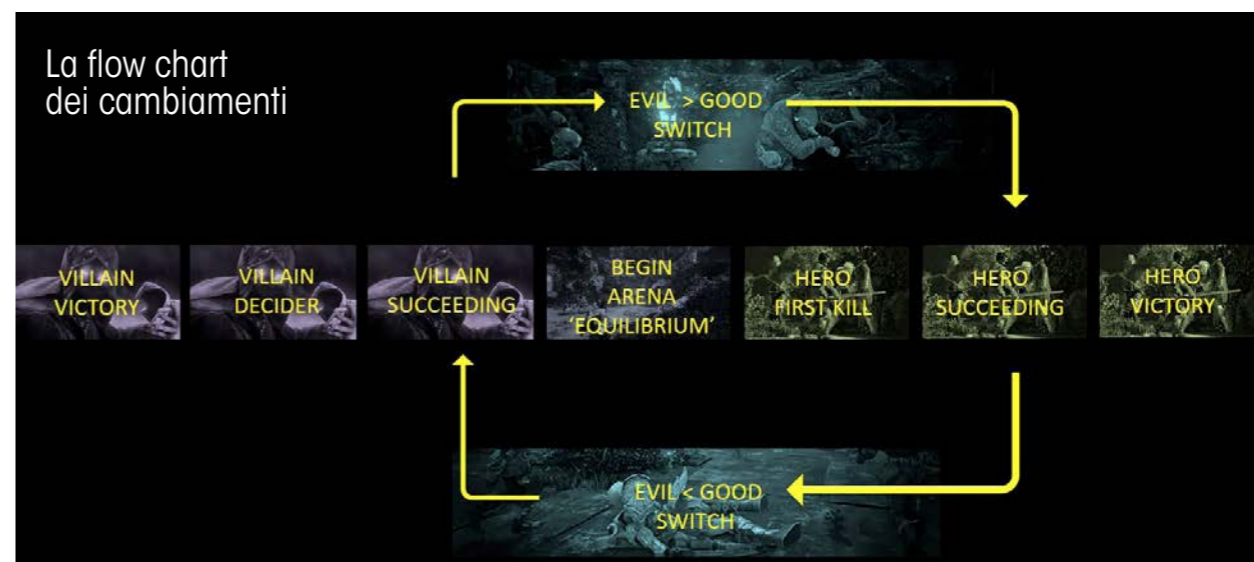 La flow chart
dei cambiamenti
EVIL > GOOD
SWITCH
VILLAIN
VICTORY
VILLAIN
DECIDER
VILLAIN
SUCCEEDING
BEGIN
ARENA
'EQUILIBRIUM'
HERO
FIRST KILL
HERO
SUCCEEDING
HERO
VICTORY
EVIL < GOOD
SWITCH